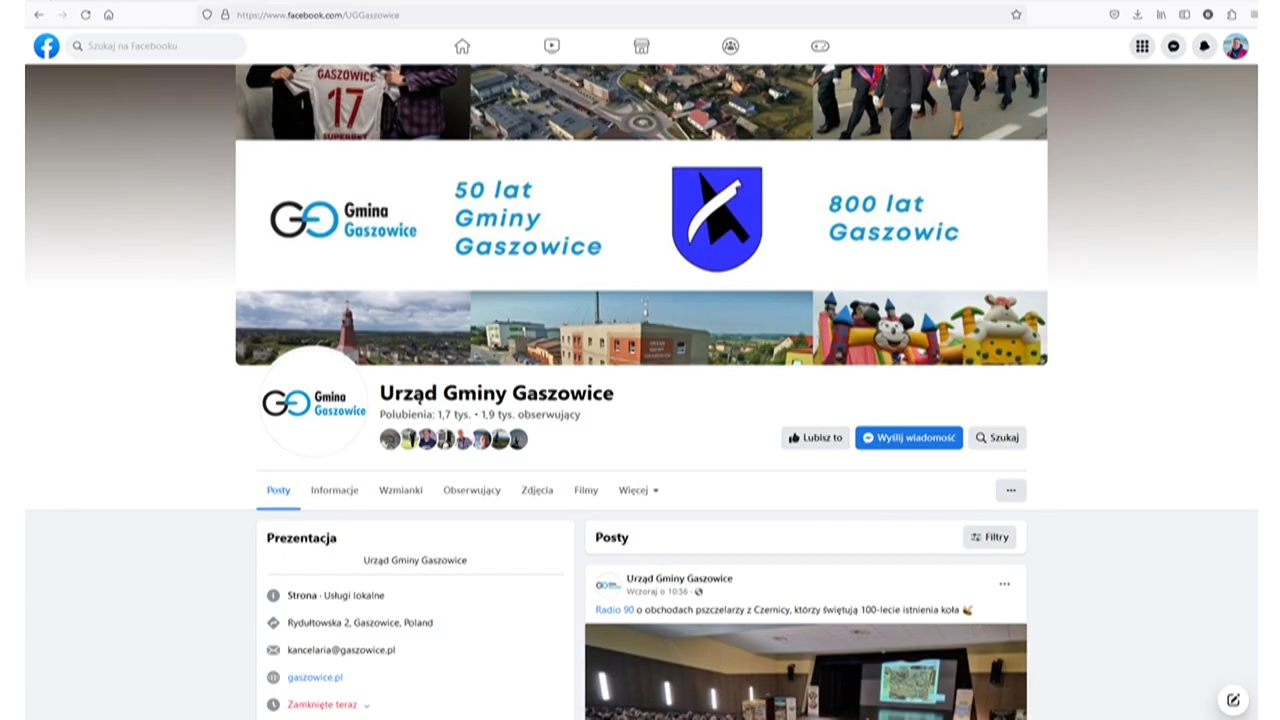 https://www.facebook.com/UGGaszowice
Szukaj na Facebooku
GASZOWICE
17
SUPERBET
Gmina
Gaszowice
50 lat
Gminy
Gaszowice
800 lat
Gaszowic
Gmina
Gaszowice
Urząd Gminy Gaszowice
Polubienia: 1,7 tys. • 1,9 tys. obserwujący
Lubisz to
Wyślij wiadomość
Szukaj
Posty
Informacje
Wzmianki
Obserwujący
Zdjęcia
Filmy
Więcej
Prezentacja
Urząd Gminy Gaszowice
Strona · Usługi lokalne
Rydułtowska 2, Gaszowice, Poland
kancelaria@gaszowice.pl
gaszowice.pl
Zamknięte teraz
Posty
Filtry
Urząd Gminy Gaszowice
Wczoraj o 10:56 ·
Radio 90 o obchodach pszczelarzy z Czernicy, którzy świętują 100-lecie istnienia koła